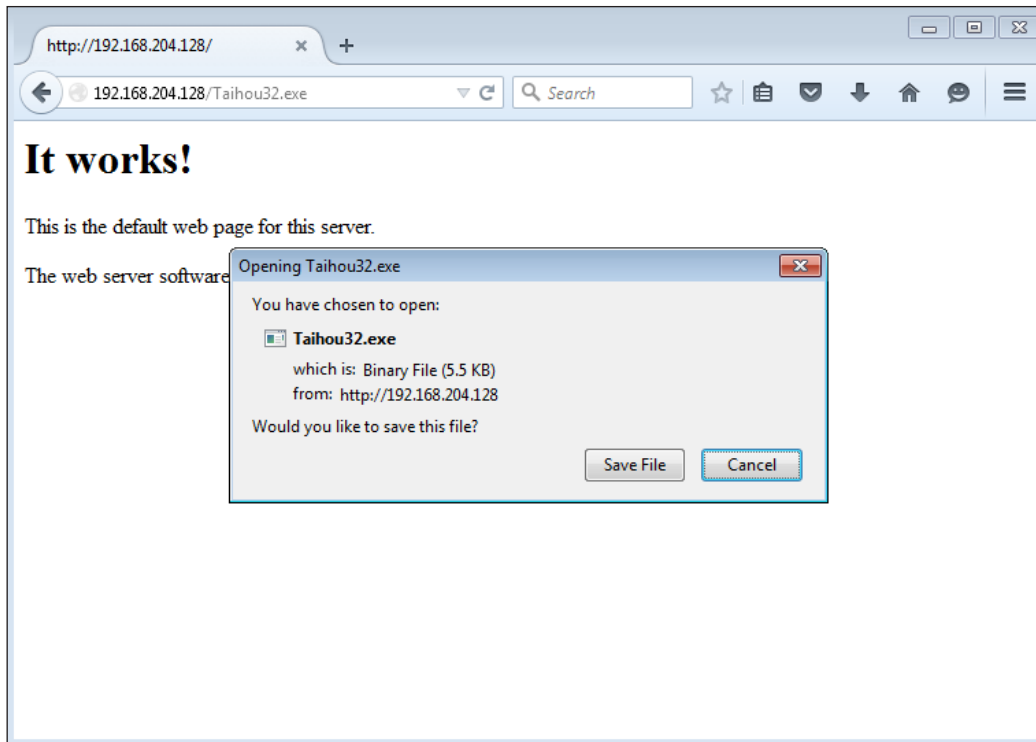 http://192.168.204.128/
192.168.204.128/Taihou32.exe
Search
It works!
This is the default web page for this server.
The web server software
Opening Taihou32.exe
You have chosen to open:
Taihou32.exe
which is: Binary File (5.5 KB)
from: http://192.168.204.128
Would you like to save this file?
Save File
Cancel